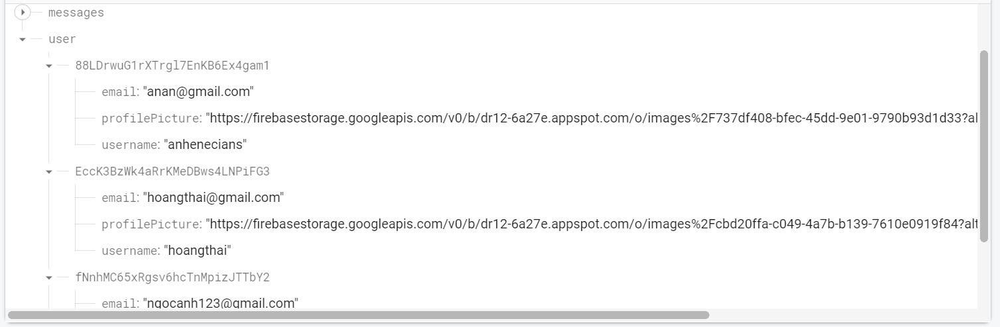 messages
user
88LDrwuG1rXTrgl7EnKB6Ex4gam1
email: "anan@gmail.com"
profilePicture: "https://firebasestorage.googleapis.com/v0/b/dr12-6a27e.appspot.com/o/images%2F737df408-bfec-45dd-9e01-9790b93d1d33?al
username: "anhenecians"
EccK3BzWk4aRrKMeDBws4LNPiFG3
email: "hoangthai@gmail.com"
profilePicture: "https://firebasestorage.googleapis.com/v0/b/dr12-6a27e.appspot.com/o/images%2Fcbd20ffa-c049-4a7b-b139-7610e0919f84?alt
username: "hoangthai"
fNnhMC65xRgsv6hcTnMpizJTTbY2
email: "ngocanh123@gmail.com"